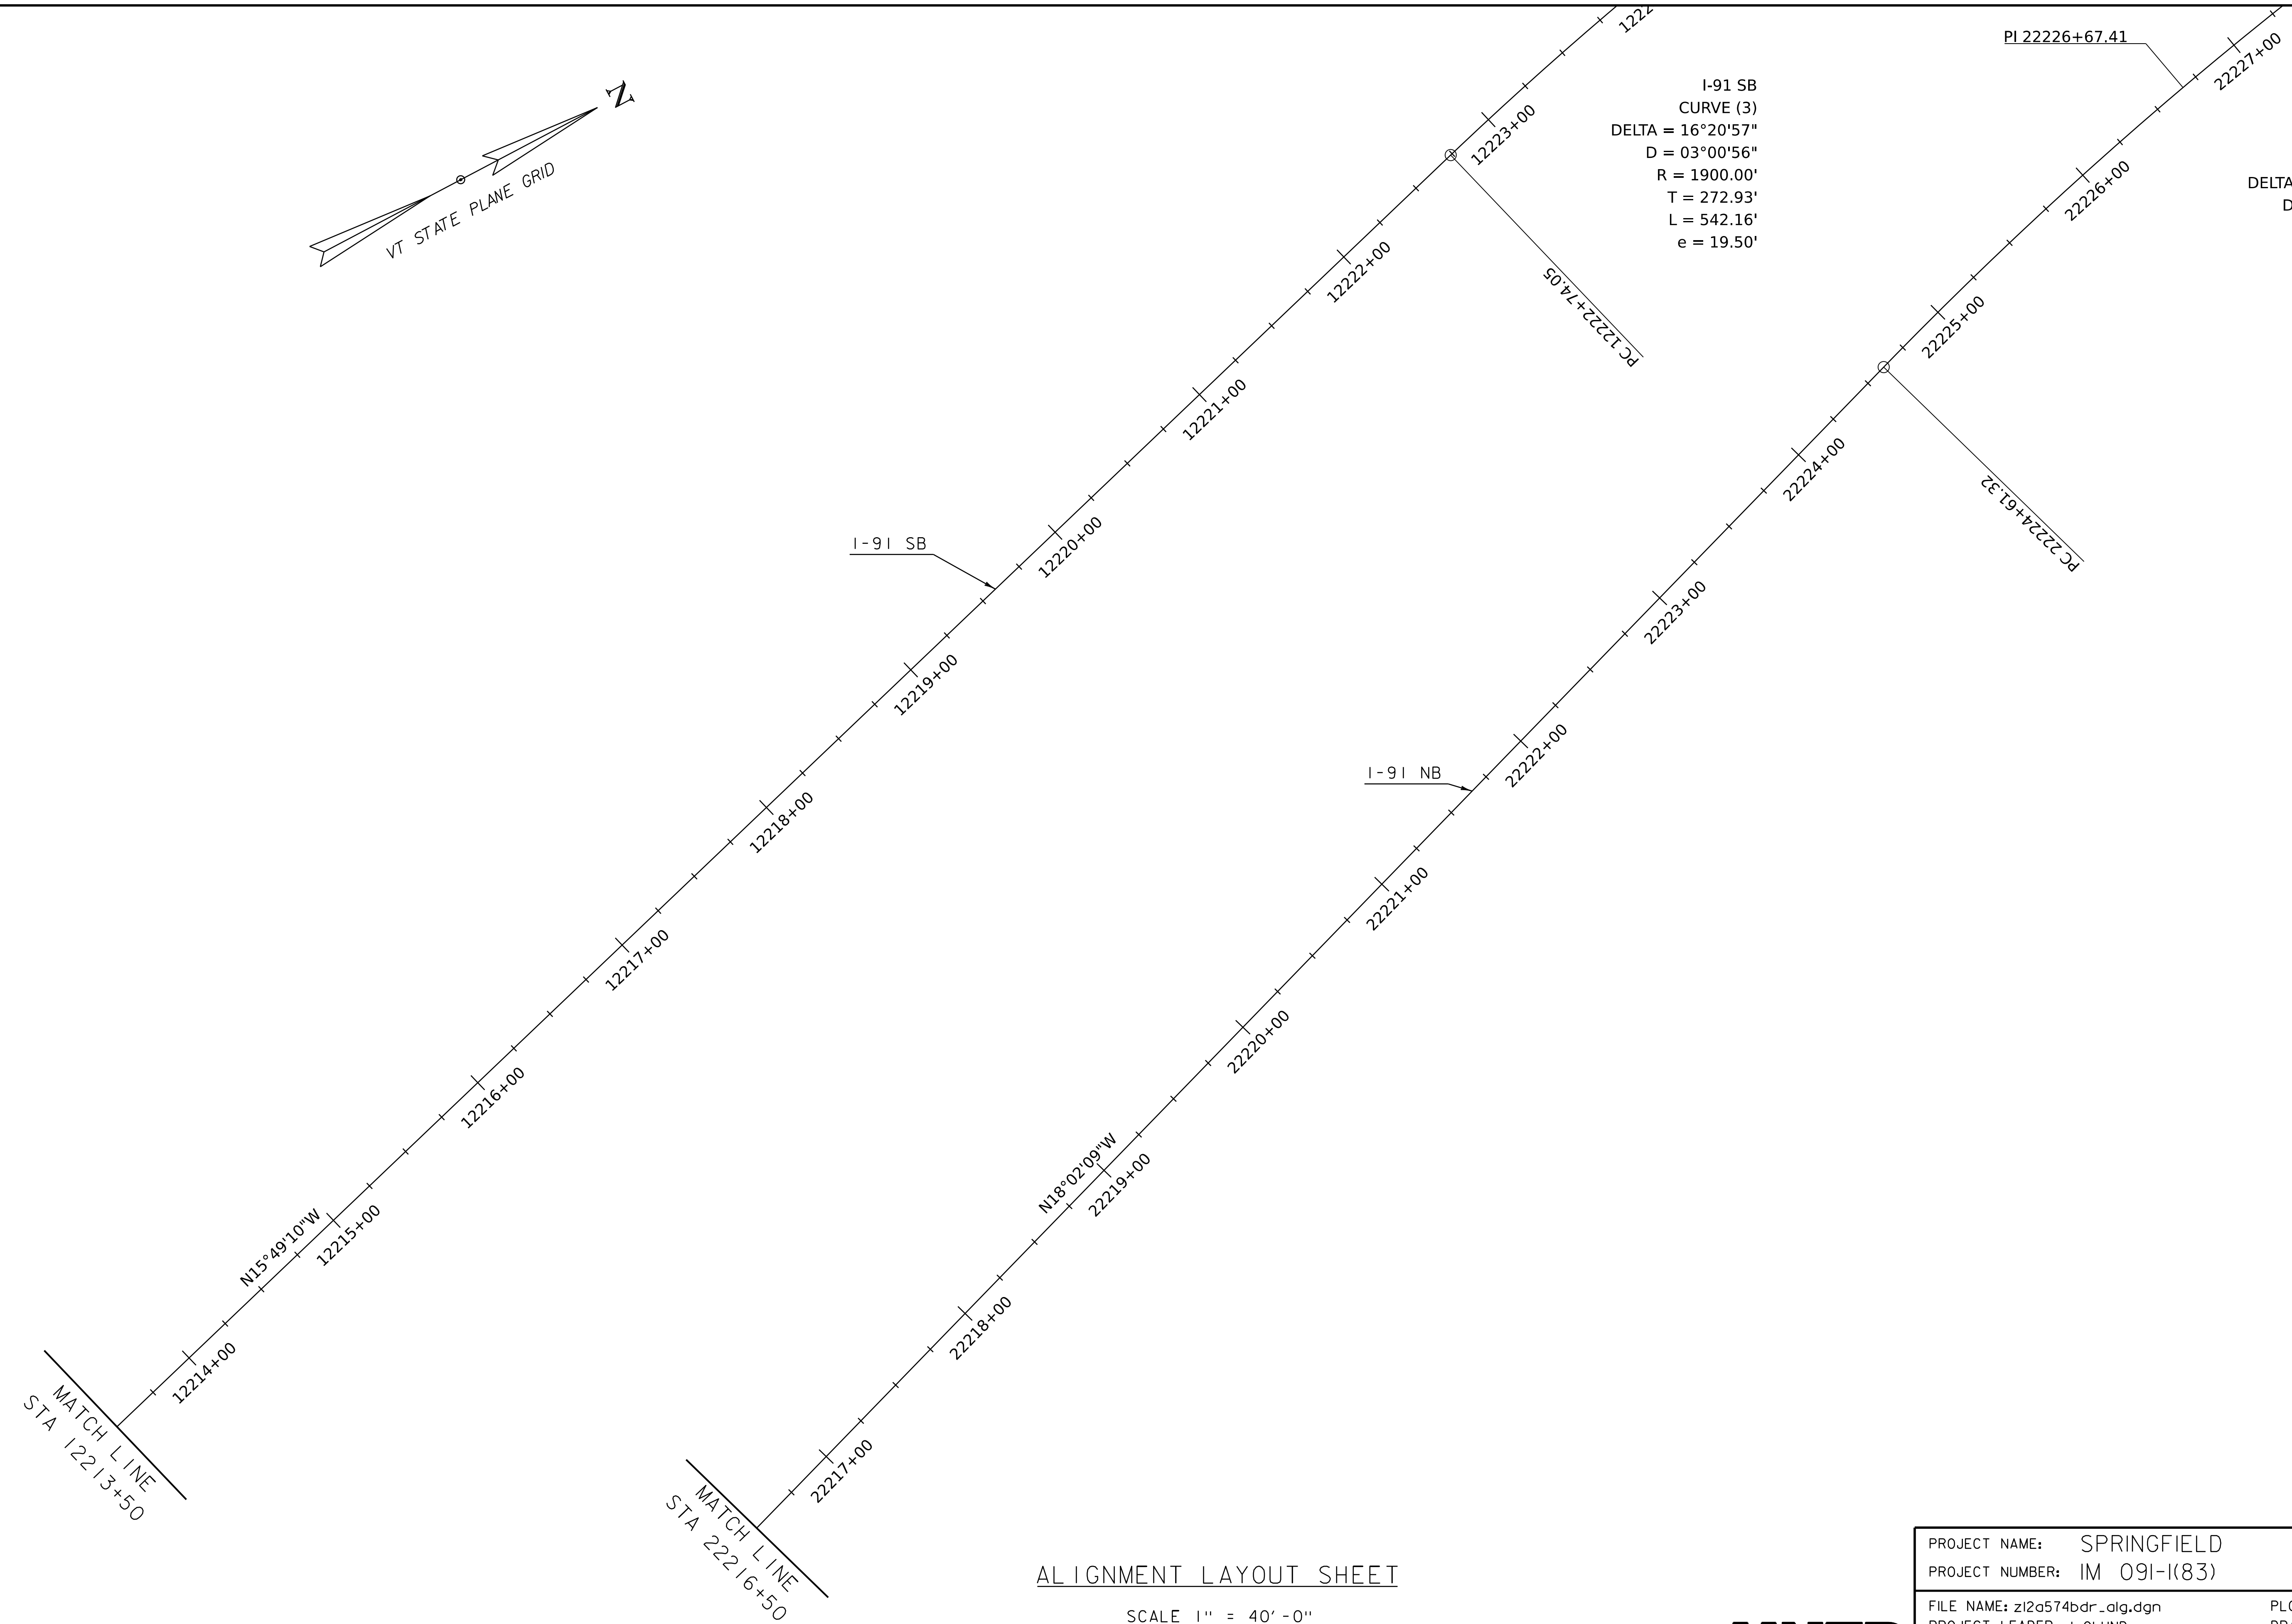 N
VT STATE PLANE GRID
I-91 SB
CURVE (3)
DELTA = 16°20'57"
D = 03°00'56"
R = 1900.00'
T = 272.93'
L = 542.16'
e = 19.50'
PI 22226+67.41
DELTA
D
1222
12223+00
12222+00
12221+00
12220+00
12219+00
12218+00
12217+00
12216+00
12215+00
12214+00
PC 12222+74.05
I-91 SB
N15°49'10"W
MATCH LINE
STA 12213+50
22227+00
22226+00
22225+00
22224+00
22223+00
22222+00
22221+00
22220+00
22219+00
22218+00
22217+00
PC 22224+61.32
I-91 NB
N18°02'09"W
MATCH LINE
STA 22216+50
ALIGNMENT LAYOUT SHEET
SCALE 1" = 40'-0"
PROJECT NAME: SPRINGFIELD
PROJECT NUMBER: IM 091-1(83)
FILE NAME: z12a574bdr_alg.dgn PLO